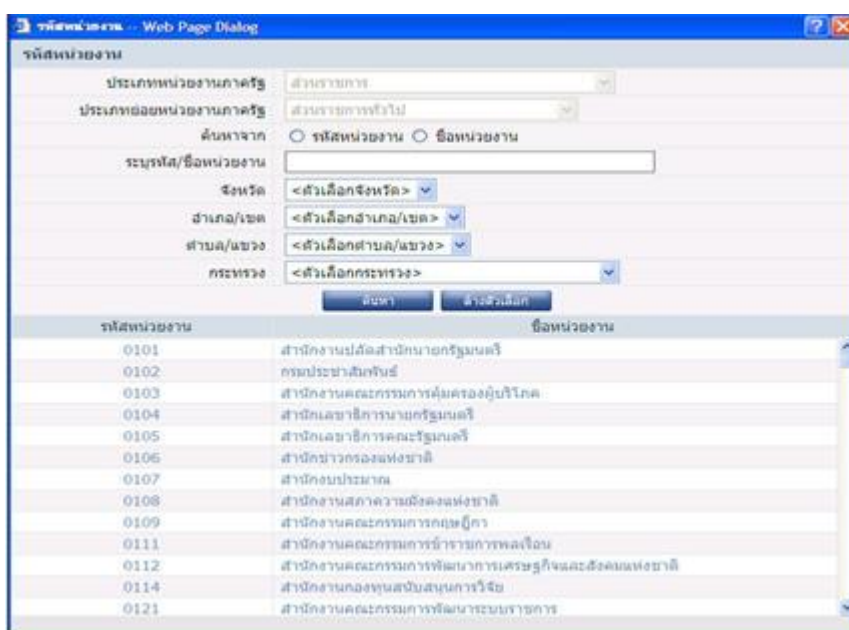 รหัสหน่วยงาน -- Web Page Dialog
รหัสหน่วยงาน
ประเภทหน่วยงานภาครัฐ ส่วนราชการ
ประเภทย่อยหน่วยงานภาครัฐ ส่วนราชการทั่วไป
ค้นหาจาก รหัสหน่วยงาน ชื่อหน่วยงาน
ระบุรหัส/ชื่อหน่วยงาน
จังหวัด <ตัวเลือกจังหวัด>
อำเภอ/เขต <ตัวเลือกอำเภอ/เขต>
ตำบล/แขวง <ตัวเลือกตำบล/แขวง>
กระทรวง <ตัวเลือกกระทรวง>
ค้นหา ล้างตัวเลือก
รหัสหน่วยงาน ชื่อหน่วยงาน
0101 สำนักงานปลัดสำนักนายกรัฐมนตรี
0102 กรมประชาสัมพันธ์
0103 สำนักงานคณะกรรมการคุ้มครองผู้บริโภค
0104 สำนักเลขาธิการนายกรัฐมนตรี
0105 สำนักเลขาธิการคณะรัฐมนตรี
0106 สำนักข่าวกรองแห่งชาติ
0107 สำนักงบประมาณ
0108 สำนักงานสภาความมั่นคงแห่งชาติ
0109 สำนักงานคณะกรรมการกฤษฎีกา
0111 สำนักงานคณะกรรมการข้าราชการพลเรือน
0112 สำนักงานคณะกรรมการพัฒนาการเศรษฐกิจและสังคมแห่งชาติ
0114 สำนักงานกองทุนสนับสนุนการวิจัย
0121 สำนักงานคณะกรรมการพัฒนาระบบราชการ